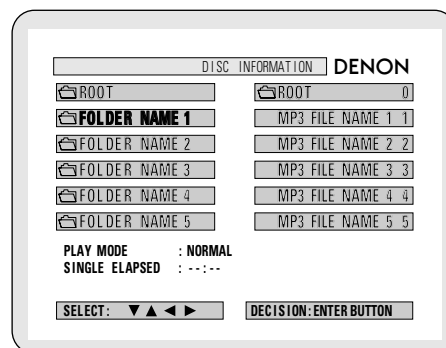 DISC INFORMATION DENON
ROOT
FOLDER NAME 1
FOLDER NAME 2
FOLDER NAME 3
FOLDER NAME 4
FOLDER NAME 5
ROOT 0
MP3 FILE NAME 1 1
MP3 FILE NAME 2 2
MP3 FILE NAME 3 3
MP3 FILE NAME 4 4
MP3 FILE NAME 5 5
PLAY MODE : NORMAL
SINGLE ELAPSED : --:--
SELECT: ▼ ▲ ◄ ►
DECISION:ENTER BUTTON